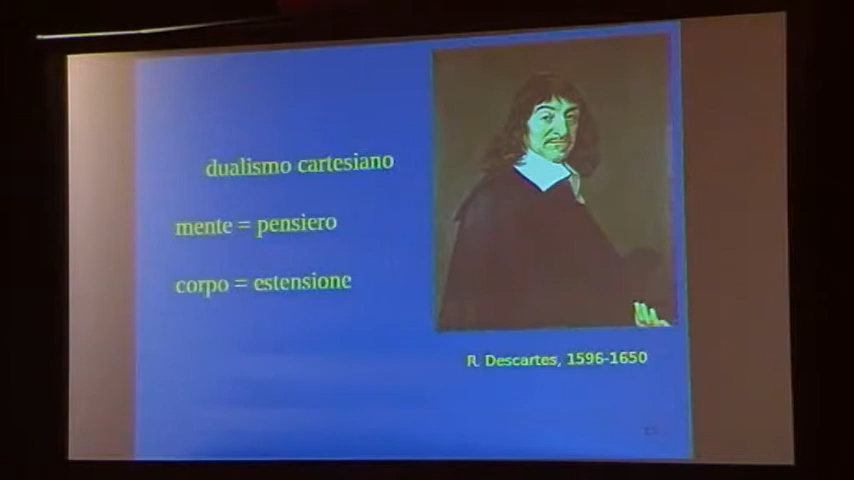 dualismo cartesiano
mente = pensiero
corpo = estensione
R. Descartes, 1596-1650